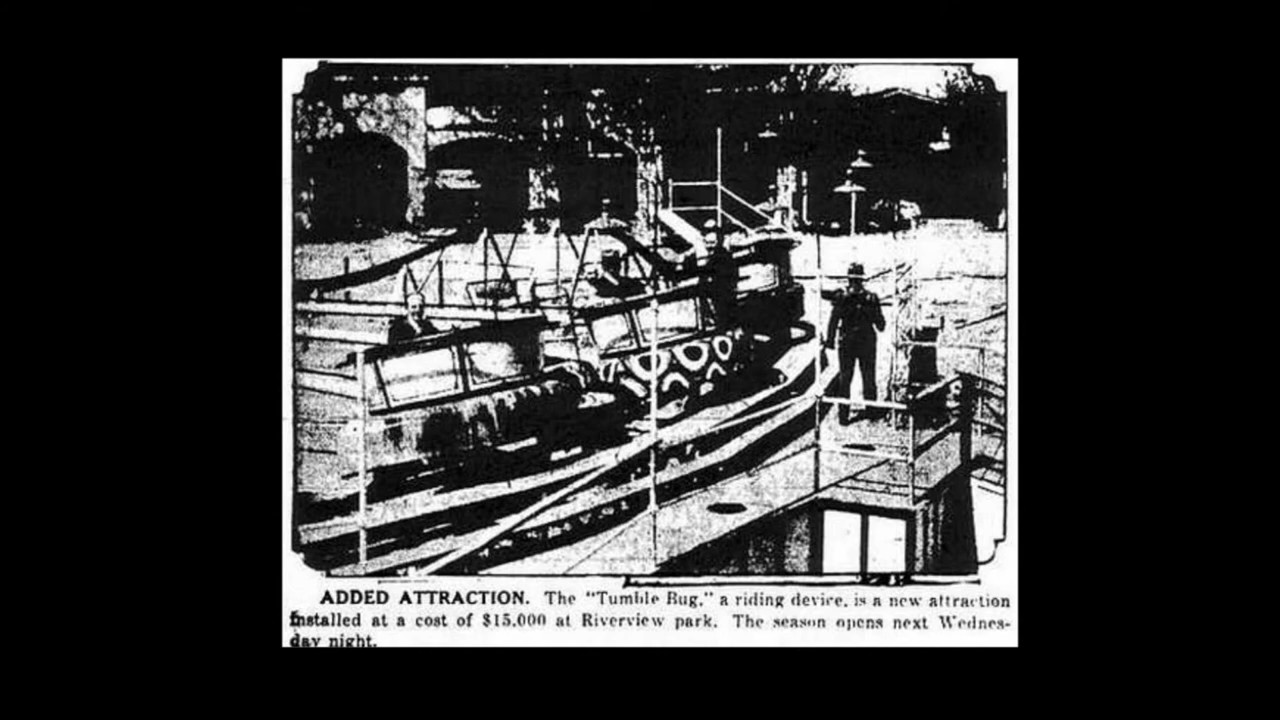 ADDED ATTRACTION. The "Tumble Bug," a riding device, is a new attraction
installed at a cost of $15,000 at Riverview park. The season opens next Wednes-
day night.